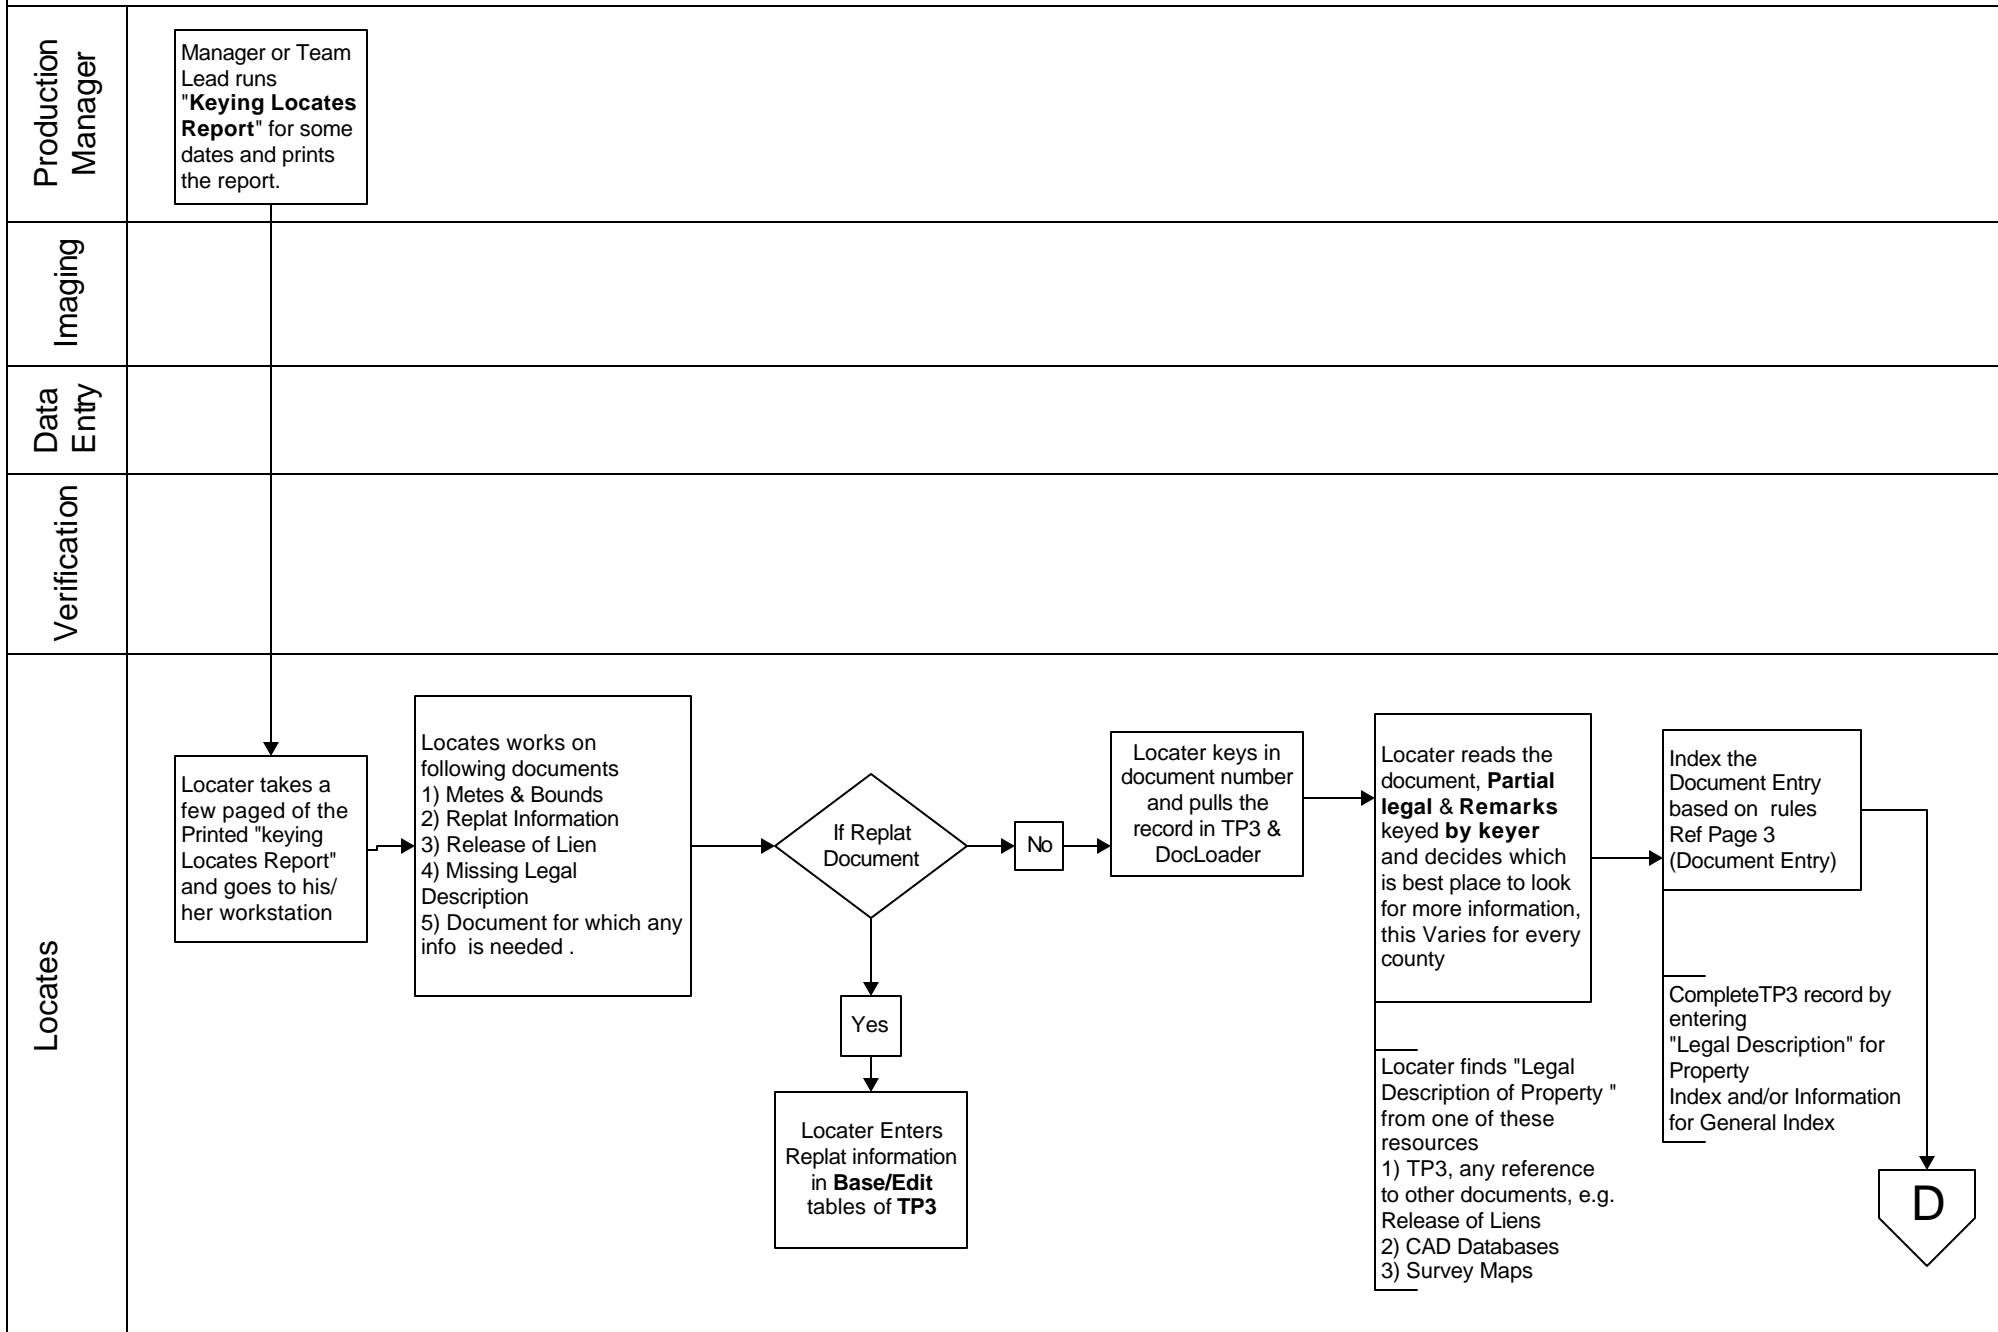 Production
Manager
Manager or Team
Lead runs
"Keying Locates
Report" for some
dates and prints
the report.
Imaging
Data
Entry
Verification
Locates
Locater takes a
few paged of the
Printed "keying
Locates Report"
and goes to his/
her workstation
Locates works on
following documents
1) Metes & Bounds
2) Replat Information
3) Release of Lien
4) Missing Legal
Description
5) Document for which any
info is needed .
If Replat
Document
No
Yes
Locater Enters
Replat information
in Base/Edit
tables of TP3
Locater keys in
document number
and pulls the
record in TP3 &
DocLoader
Locater reads the
document, Partial
legal & Remarks
keyed by keyer
and decides which
is best place to look
for more information,
this Varies for every
county
Locater finds "Legal
Description of Property "
from one of these
resources
1) TP3, any reference
to other documents, e.g.
Release of Liens
2) CAD Databases
3) Survey Maps
Index the
Document Entry
based on rules
Ref Page 3
(Document Entry)
CompleteTP3 record by
entering
"Legal Description" for
Property
Index and/or Information
for General Index
D